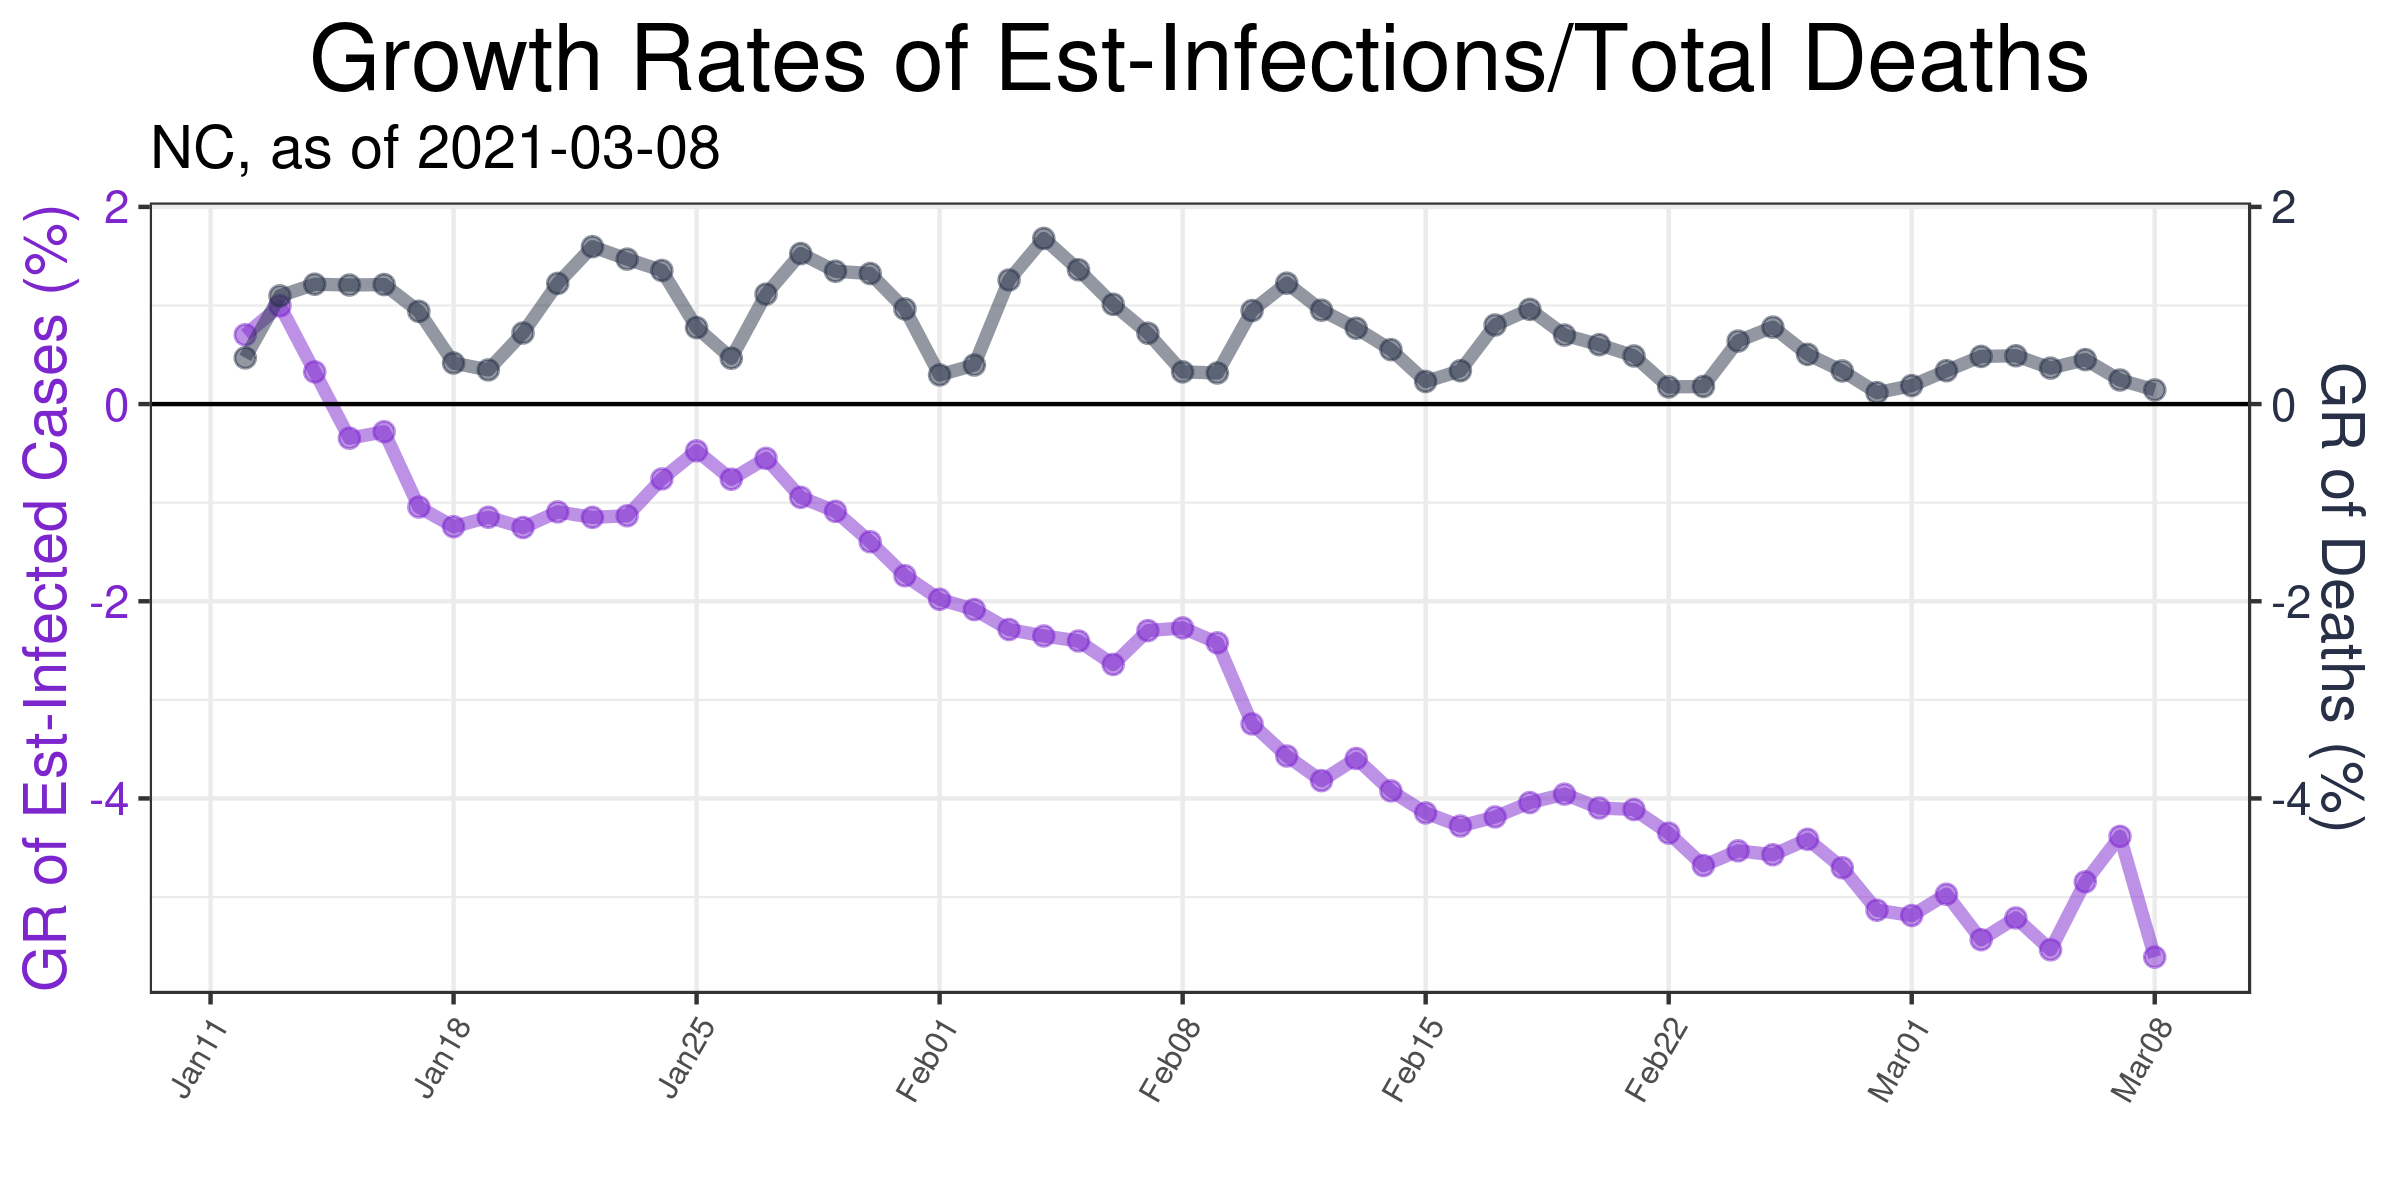 Growth Rates of Est-Infections/Total Deaths
NC, as of 2021-03-08
GR of Est-Infected Cases (%)
2
0
-2
-4
2
0
-2
-4
GR of Deaths (%)
Jan11
Jan18
Jan25
Feb01
Feb08
Feb15
Feb22
Mar01
Mar08